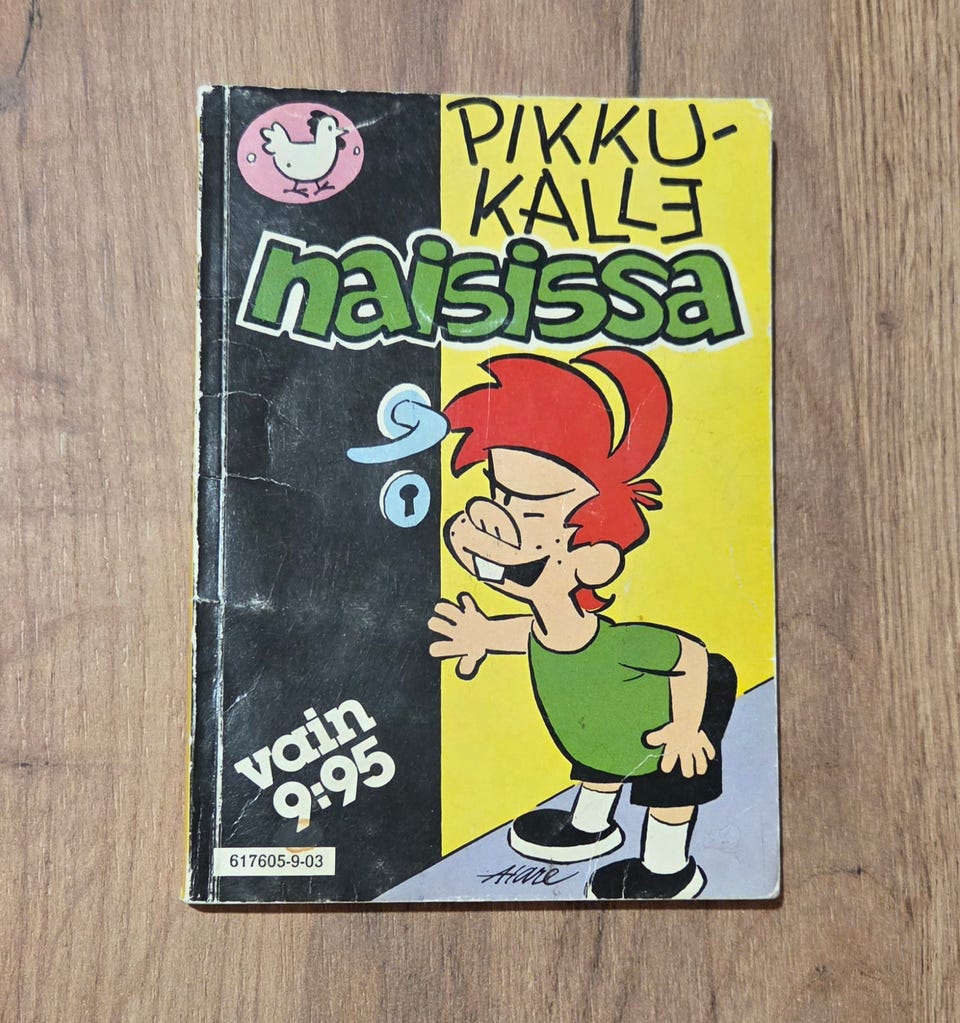 PIKKU-
KALLE
naisissa
vain
9:95
617605-9-03